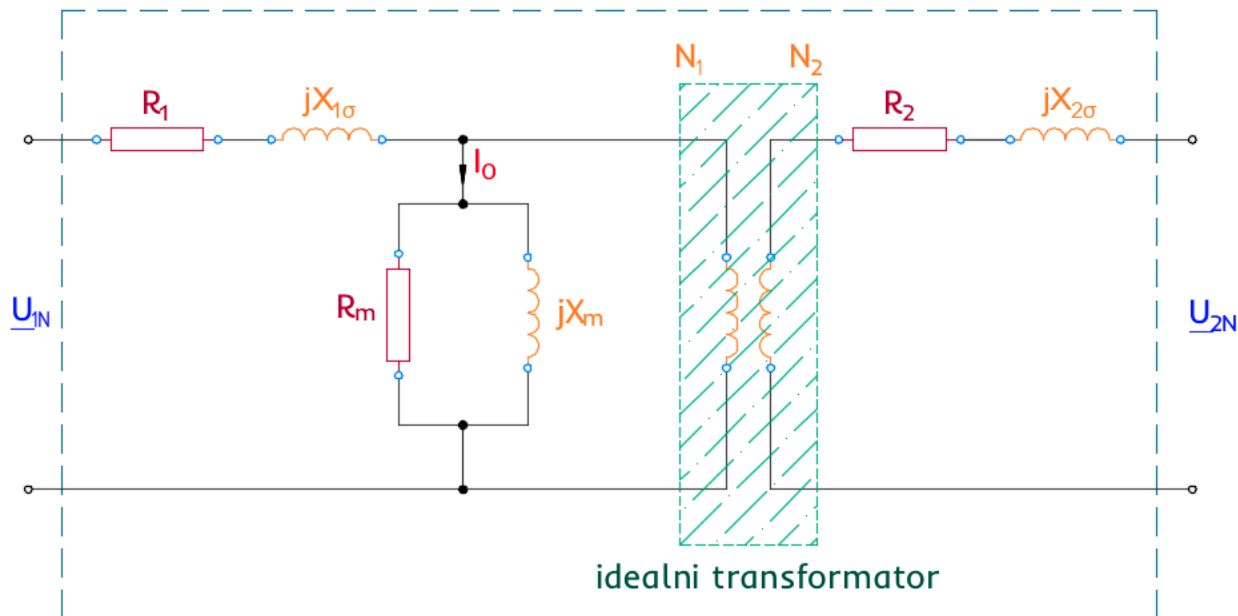 N₁ N₂
R₁ jX₁σ R₂ jX₂σ
I₀
Rₘ jXₘ
U₁N U₂N
idealni transformator